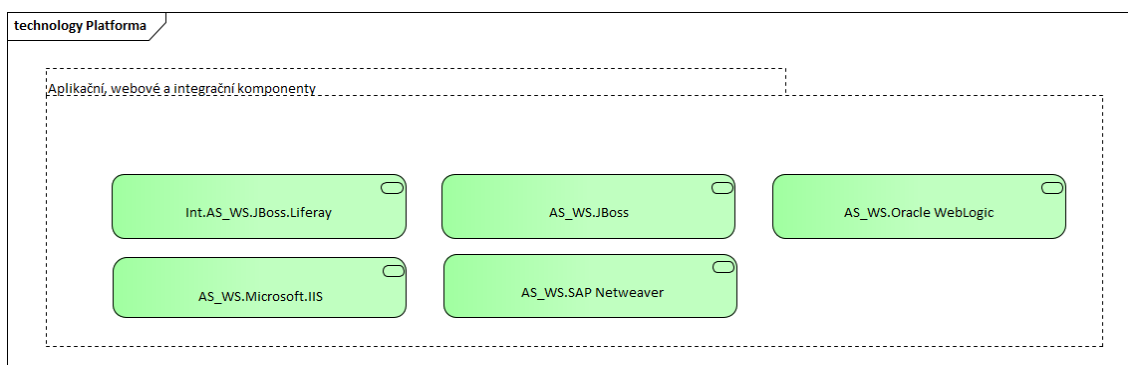 technology Platforma
Aplikační, webové a integrační komponenty
Int.AS_WS.JBoss.Liferay
AS_WS.JBoss
AS_WS.Oracle WebLogic
AS_WS.Microsoft.IIS
AS_WS.SAP Netweaver